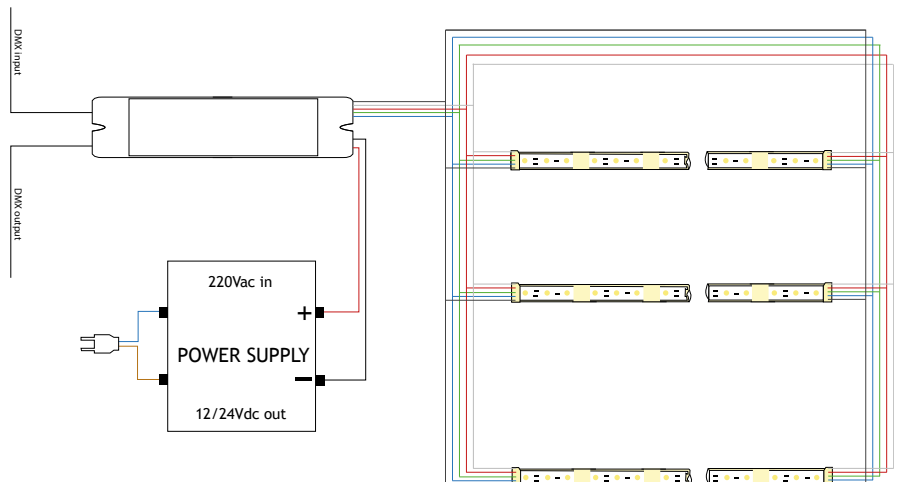 DMX input
DMX output
220Vac in
+
POWER SUPPLY
-
12/24Vdc out